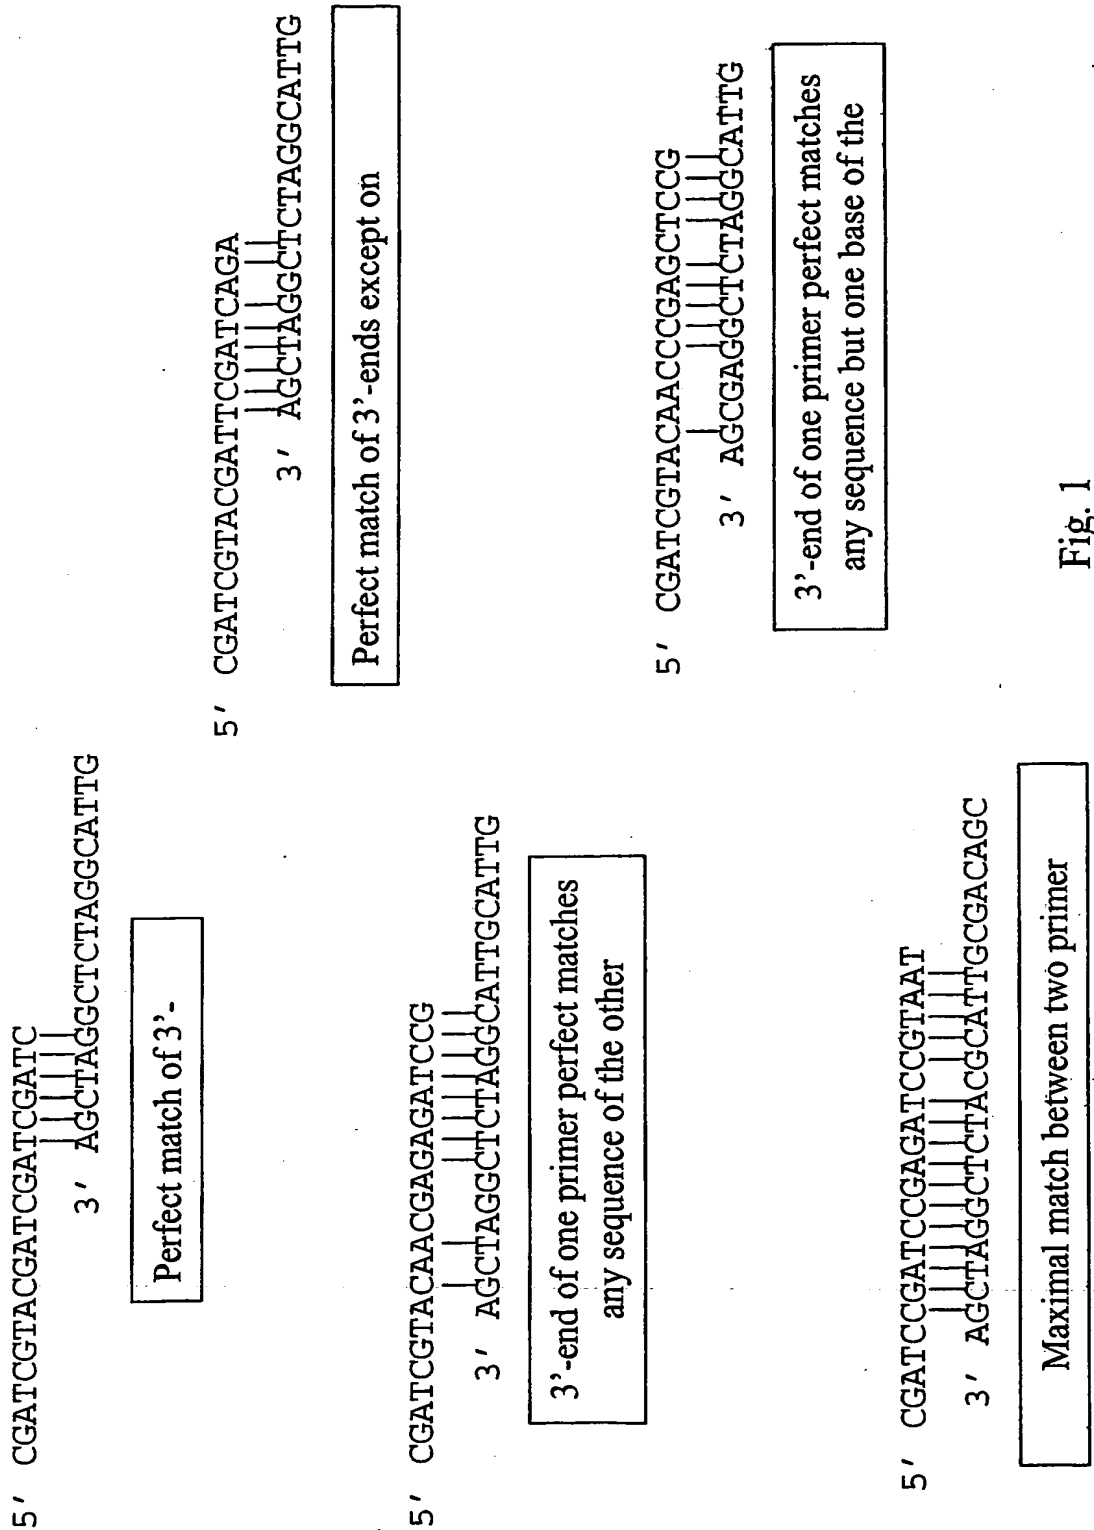 5' CGATCGTACGATCGATCGATC
3' AGCTAGGCTCTAGGCATTG
Perfect match of 3'-
5' CGATCGTACGATTCGATCAGA
3' AGCTAGGCTCTAGGCATTG
Perfect match of 3'-ends except on
5' CGATCGTACAACGAGAGATCCG
3' AGCTAGGCTCTAGGCATTGCATTG
3'-end of one primer perfect matches
any sequence of the other
5' CGATCGTACAACCCGAGCTCCG
3' AGCGAGGCTCTAGGCATTG
3'-end of one primer perfect matches
any sequence but one base of the
5' CGATCCGATCCGAGATCCGTAAT
3' AGCTAGGCTCTACGCATTGCGACAGC
Maximal match between two primer
Fig. 1